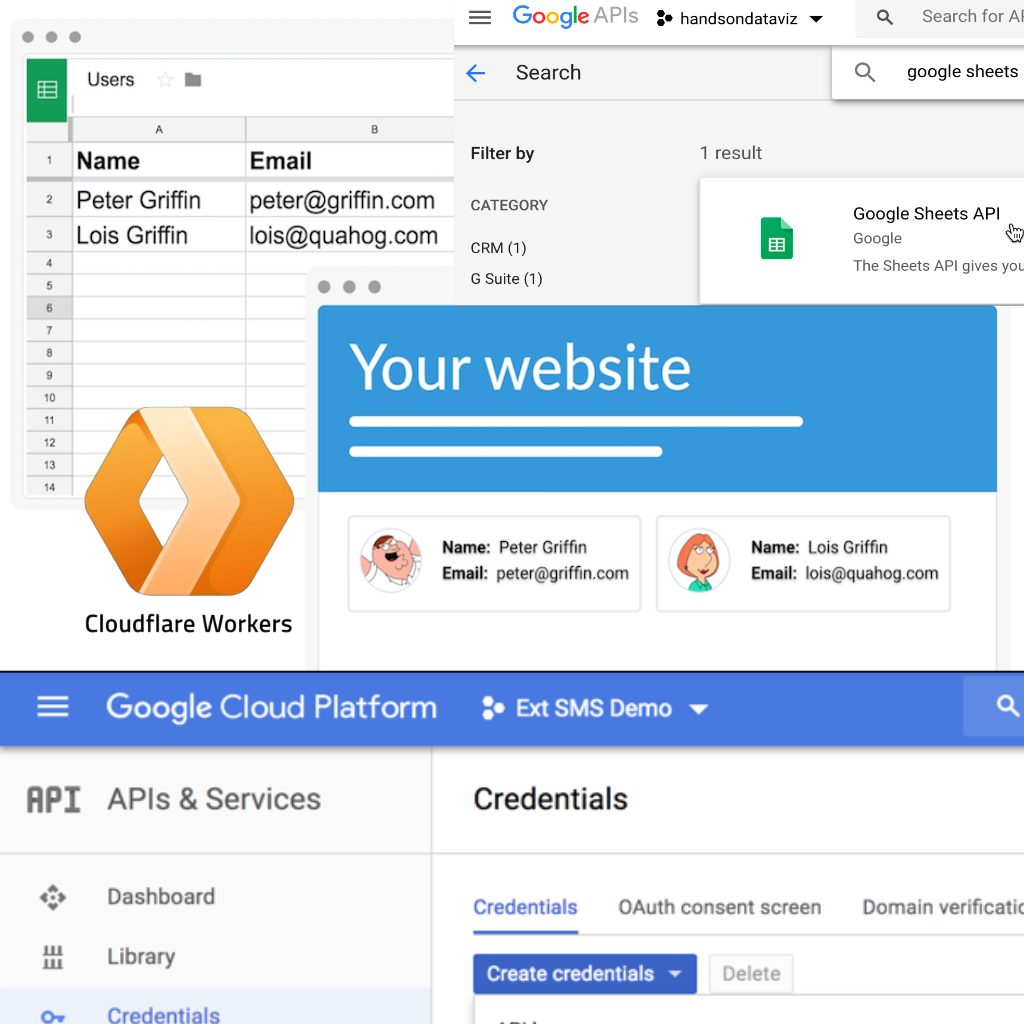 Users
A B
1 Name Email
2 Peter Griffin peter@griffin.com
3 Lois Griffin lois@quahog.com
4
5
6
7
8
9
10
11
12
13
14
Cloudflare Workers
Google APIs handsondataviz Search for AP
Search google sheets
Filter by 1 result
CATEGORY
CRM (1)
G Suite (1)
Google Sheets API
Google
The Sheets API gives you
Your website
Name: Peter Griffin
Email: peter@griffin.com
Name: Lois Griffin
Email: lois@quahog.com
Google Cloud Platform Ext SMS Demo
API APIs & Services Credentials
Dashboard
Library
Credentials
Credentials OAuth consent screen Domain verificatio
Create credentials Delete